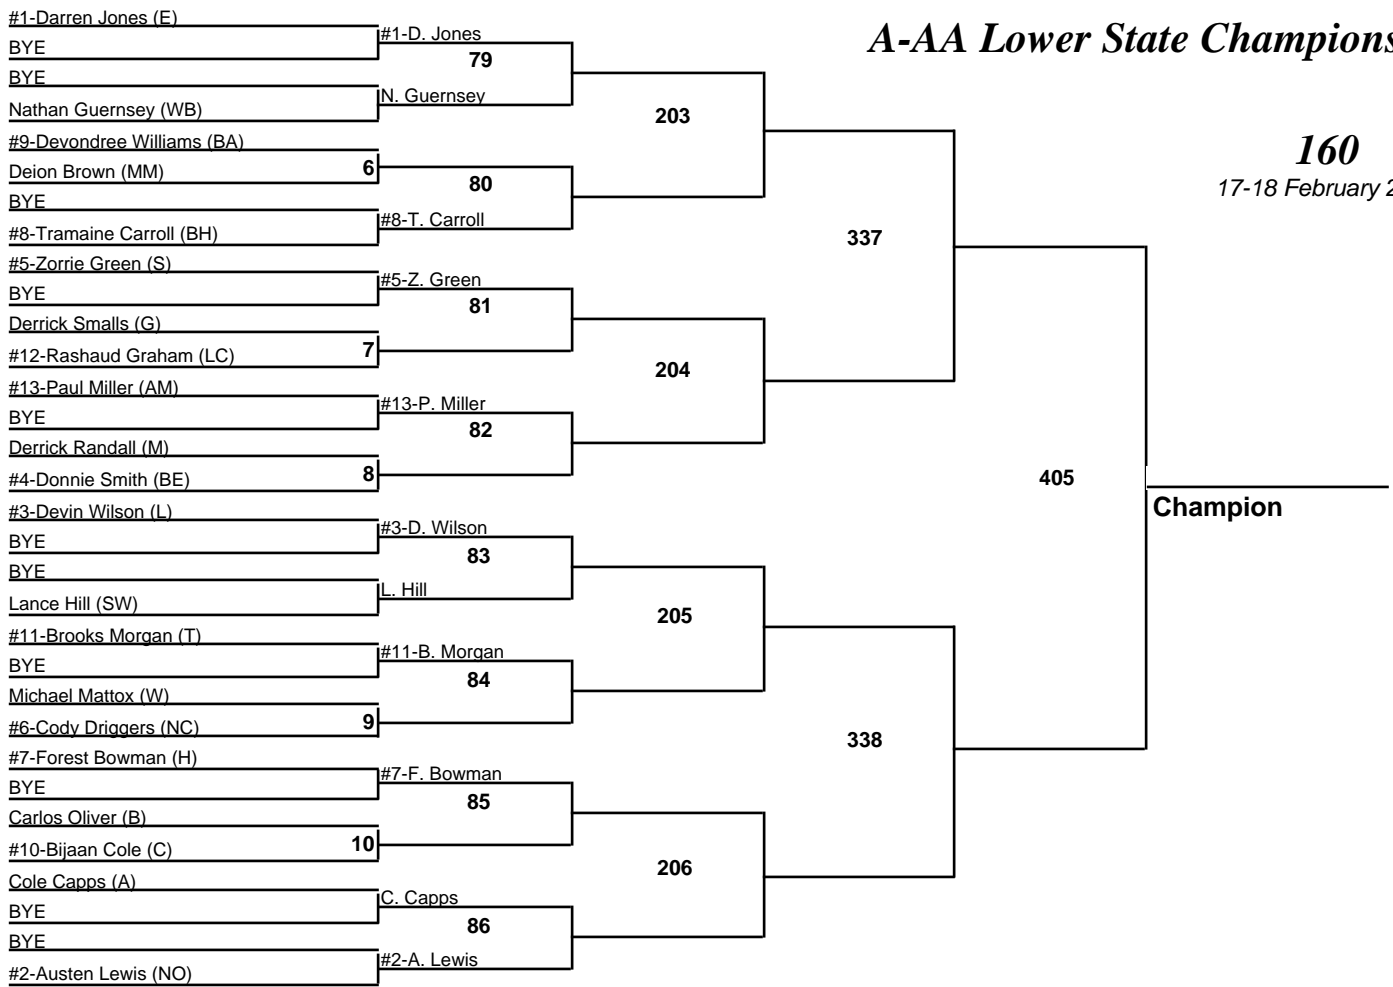 A-AA Lower State Champions
160
17-18 February 2
#1-Darren Jones (E)
BYE
BYE
Nathan Guernsey (WB)
#9-Devondree Williams (BA)
Deion Brown (MM)
BYE
#8-Tramaine Carroll (BH)
#5-Zorrie Green (S)
BYE
Derrick Smalls (G)
#12-Rashaud Graham (LC)
#13-Paul Miller (AM)
BYE
Derrick Randall (M)
#4-Donnie Smith (BE)
#3-Devin Wilson (L)
BYE
BYE
Lance Hill (SW)
#11-Brooks Morgan (T)
BYE
Michael Mattox (W)
#6-Cody Driggers (NC)
#7-Forest Bowman (H)
BYE
Carlos Oliver (B)
#10-Bijaan Cole (C)
Cole Capps (A)
BYE
BYE
#2-Austen Lewis (NO)
6
7
8
9
10
#1-D. Jones
79
N. Guernsey
80
#8-T. Carroll
#5-Z. Green
81
#13-P. Miller
82
#3-D. Wilson
83
L. Hill
#11-B. Morgan
84
#7-F. Bowman
85
C. Capps
86
#2-A. Lewis
203
204
205
206
337
338
405
Champion